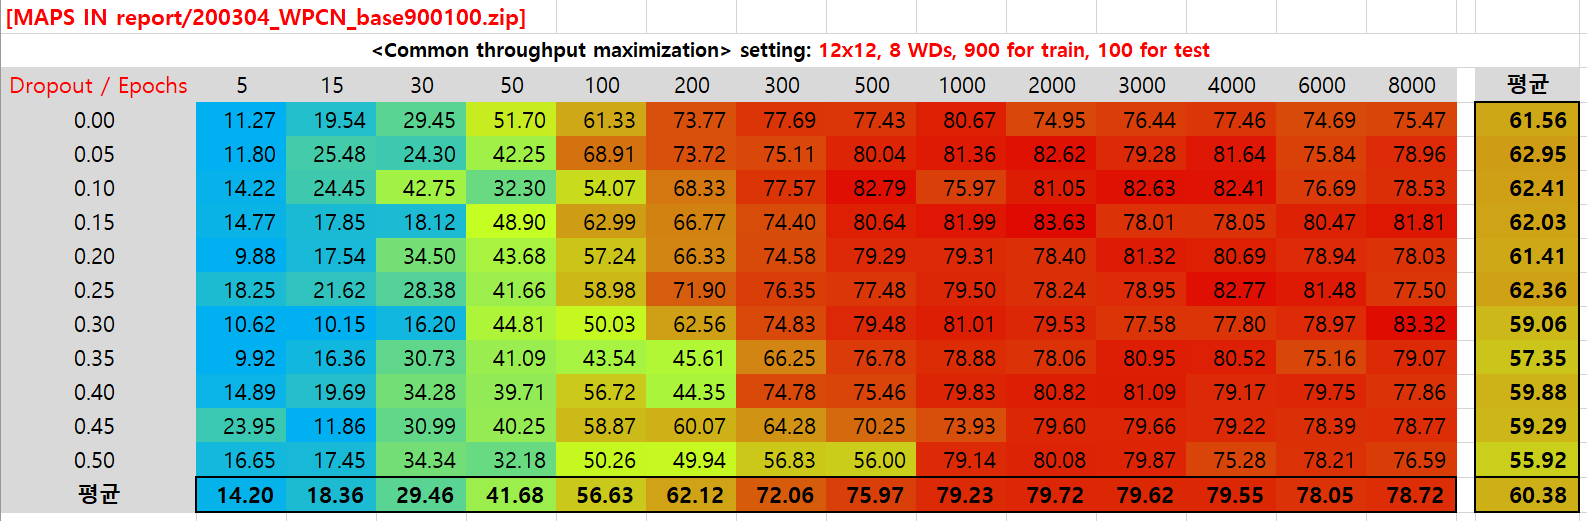 [MAPS IN report/200304_WPCN_base900100.zip]
<Common throughput maximization> setting: 12x12, 8 WDs, 900 for train, 100 for test
Dropout / Epochs 5 15 30 50 100 200 300 500 1000 2000 3000 4000 6000 8000 평균
0.00 11.27 19.54 29.45 51.70 61.33 73.77 77.69 77.43 80.67 74.95 76.44 77.46 74.69 75.47 61.56
0.05 11.80 25.48 24.30 42.25 68.91 73.72 75.11 80.04 81.36 82.62 79.28 81.64 75.84 78.96 62.95
0.10 14.22 24.45 42.75 32.30 54.07 68.33 77.57 82.79 75.97 81.05 82.63 82.41 76.69 78.53 62.41
0.15 14.77 17.85 18.12 48.90 62.99 66.77 74.40 80.64 81.99 83.63 78.01 78.05 80.47 81.81 62.03
0.20 9.88 17.54 34.50 43.68 57.24 66.33 74.58 79.29 79.31 78.40 81.32 80.69 78.94 78.03 61.41
0.25 18.25 21.62 28.38 41.66 58.98 71.90 76.35 77.48 79.50 78.24 78.95 82.77 81.48 77.50 62.36
0.30 10.62 10.15 16.20 44.81 50.03 62.56 74.83 79.48 81.01 79.53 77.58 77.80 78.97 83.32 59.06
0.35 9.92 16.36 30.73 41.09 43.54 45.61 66.25 76.78 78.88 78.06 80.95 80.52 75.16 79.07 57.35
0.40 14.89 19.69 34.28 39.71 56.72 44.35 74.78 75.46 79.83 80.82 81.09 79.17 79.75 77.86 59.88
0.45 23.95 11.86 30.99 40.25 58.87 60.07 64.28 70.25 73.93 79.60 79.66 79.22 78.39 78.77 59.29
0.50 16.65 17.45 34.34 32.18 50.26 49.94 56.83 56.00 79.14 80.08 79.87 75.28 78.21 76.59 55.92
평균 14.20 18.36 29.46 41.68 56.63 62.12 72.06 75.97 79.23 79.72 79.62 79.55 78.05 78.72 60.38